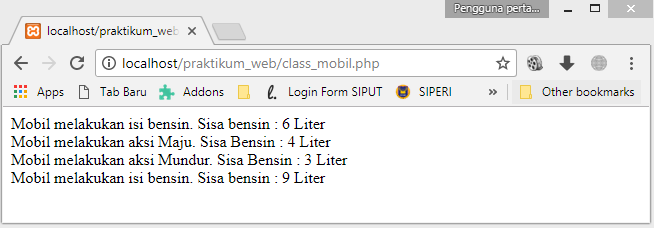 Pengguna perta...
localhost/praktikum_web
localhost/praktikum_web/class_mobil.php
Apps Tab Baru Addons Login Form SIPUT SIPERI » Other bookmarks
Mobil melakukan isi bensin. Sisa bensin : 6 Liter
Mobil melakukan aksi Maju. Sisa Bensin : 4 Liter
Mobil melakukan aksi Mundur. Sisa Bensin : 3 Liter
Mobil melakukan isi bensin. Sisa bensin : 9 Liter